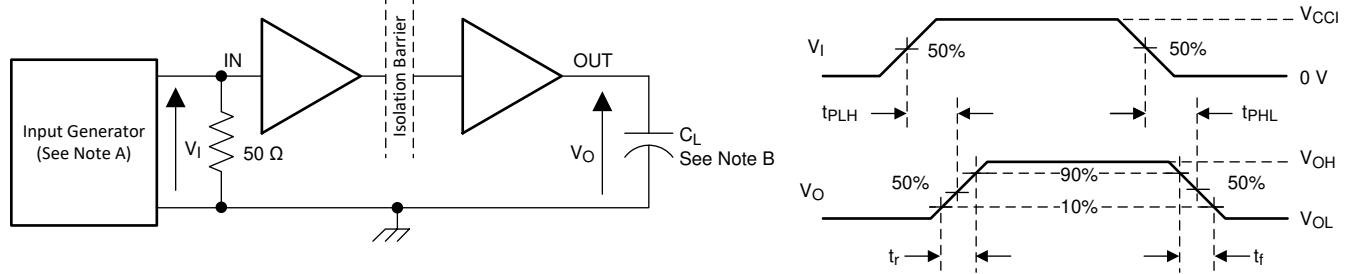 Input Generator
(See Note A)
V_I
IN
50 Ω
Isolation Barrier
OUT
V_O
C_L
See Note B
V_I
50%
50%
V_CCI
0 V
t_PLH
t_PHL
V_O
50%
90%
50%
10%
V_OH
V_OL
t_r
t_f